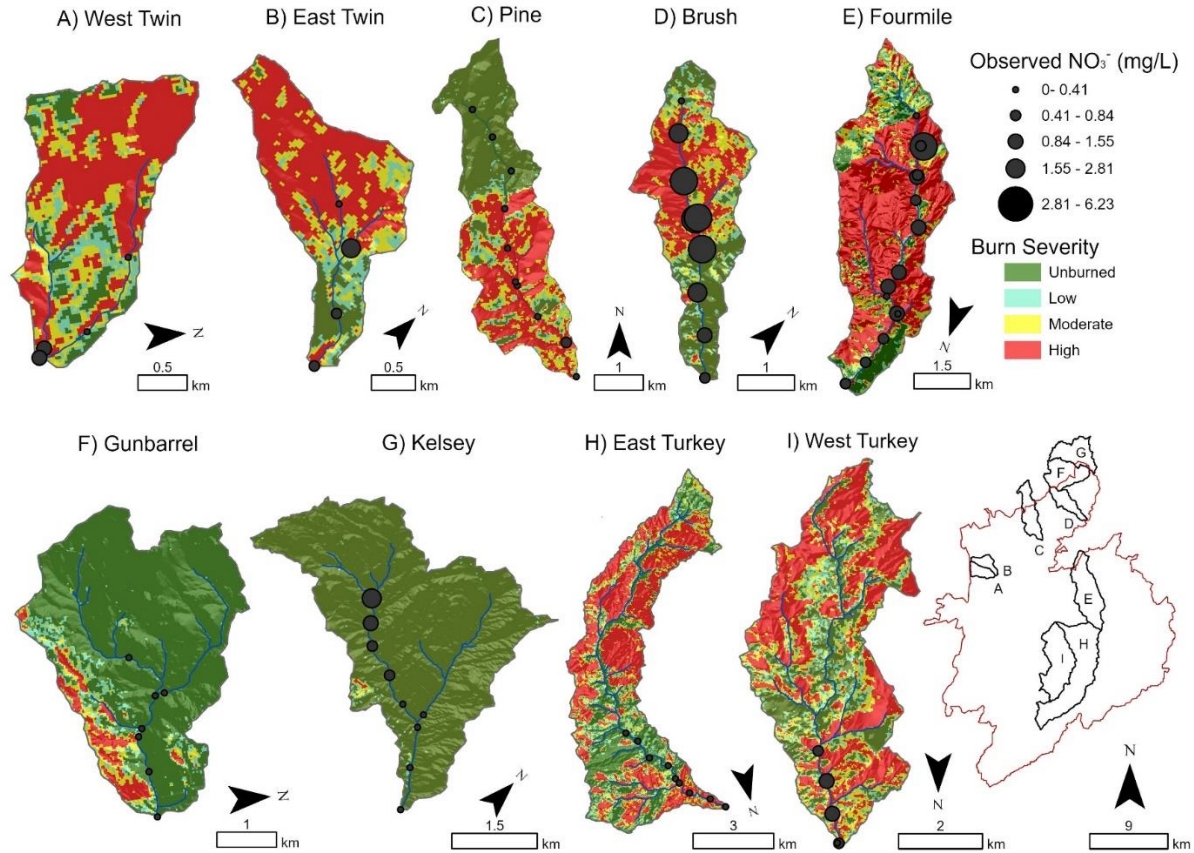 A) West Twin
B) East Twin
C) Pine
D) Brush
E) Fourmile
Observed NO₃⁻ (mg/L)
0- 0.41
0.41 - 0.84
0.84 - 1.55
1.55 - 2.81
2.81 - 6.23
Burn Severity
Unburned
Low
Moderate
High
N
0.5
km
N
0.5
km
N
1
km
N
1
km
N
1.5
km
F) Gunbarrel
G) Kelsey
H) East Turkey
I) West Turkey
N
1
km
N
1.5
km
N
3
km
N
2
km
G
F
D
C
B
A
E
H
I
N
9
km